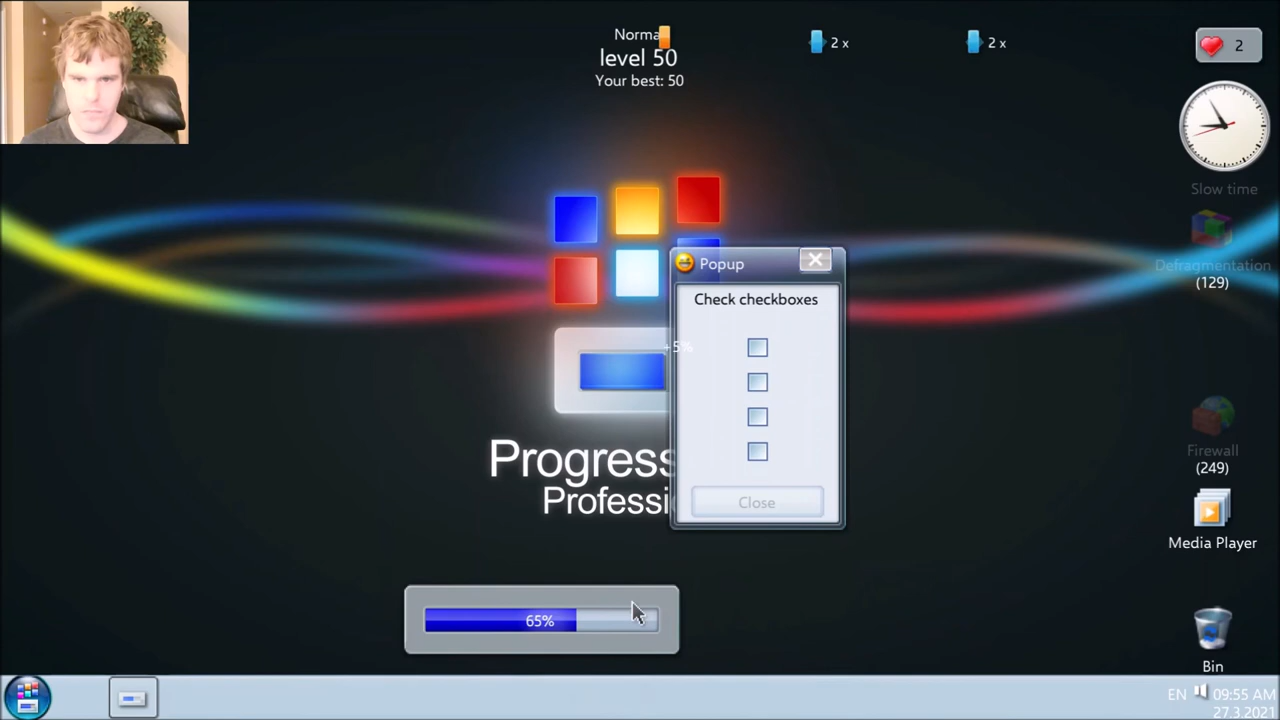 Norma
level 50
Your best: 50
2 x
2 x
2
Slow time
Defragmentation
(129)
Popup
Check checkboxes
+5%
Close
Progress
Professi
65%
Firewall
(249)
Media Player
Bin
EN
09:55 AM
27.3.2021